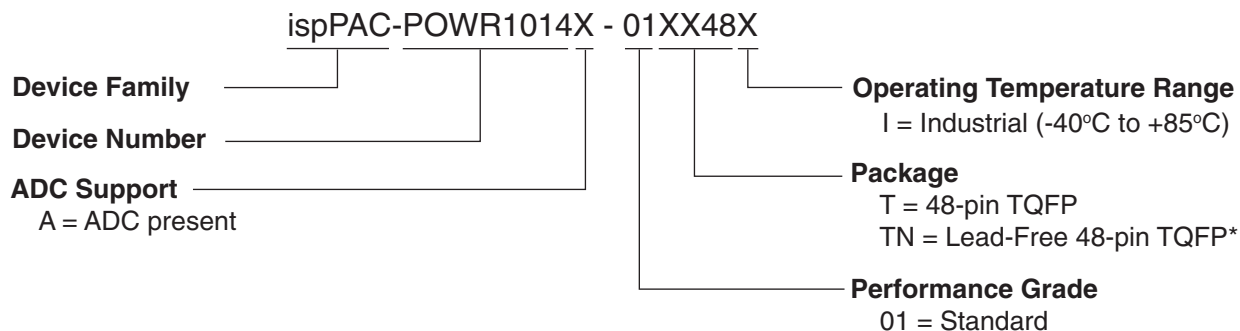 ispPAC-POWR1014X - 01XX48X
Device Family
Device Number
ADC Support
A = ADC present
Operating Temperature Range
I = Industrial (-40°C to +85°C)
Package
T = 48-pin TQFP
TN = Lead-Free 48-pin TQFP*
Performance Grade
01 = Standard